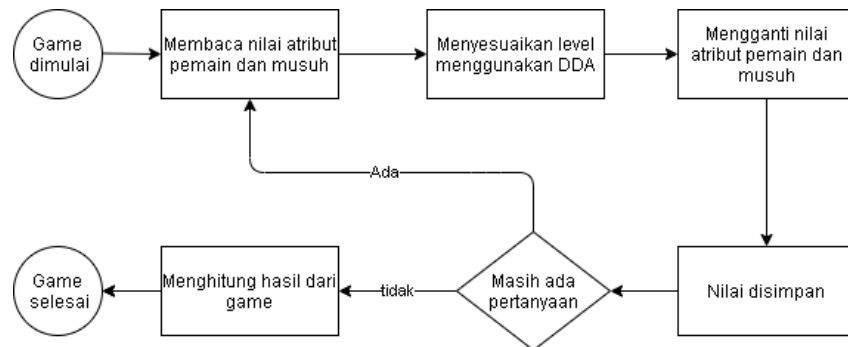 Game
dimulai
Membaca nilai atribut
pemain dan musuh
Menyesuaikan level
menggunakan DDA
Mengganti nilai
atribut pemain dan
musuh
Ada
Game
selesai
Menghitung hasil dari
game
tidak
Masih ada
pertanyaan
Nilai disimpan